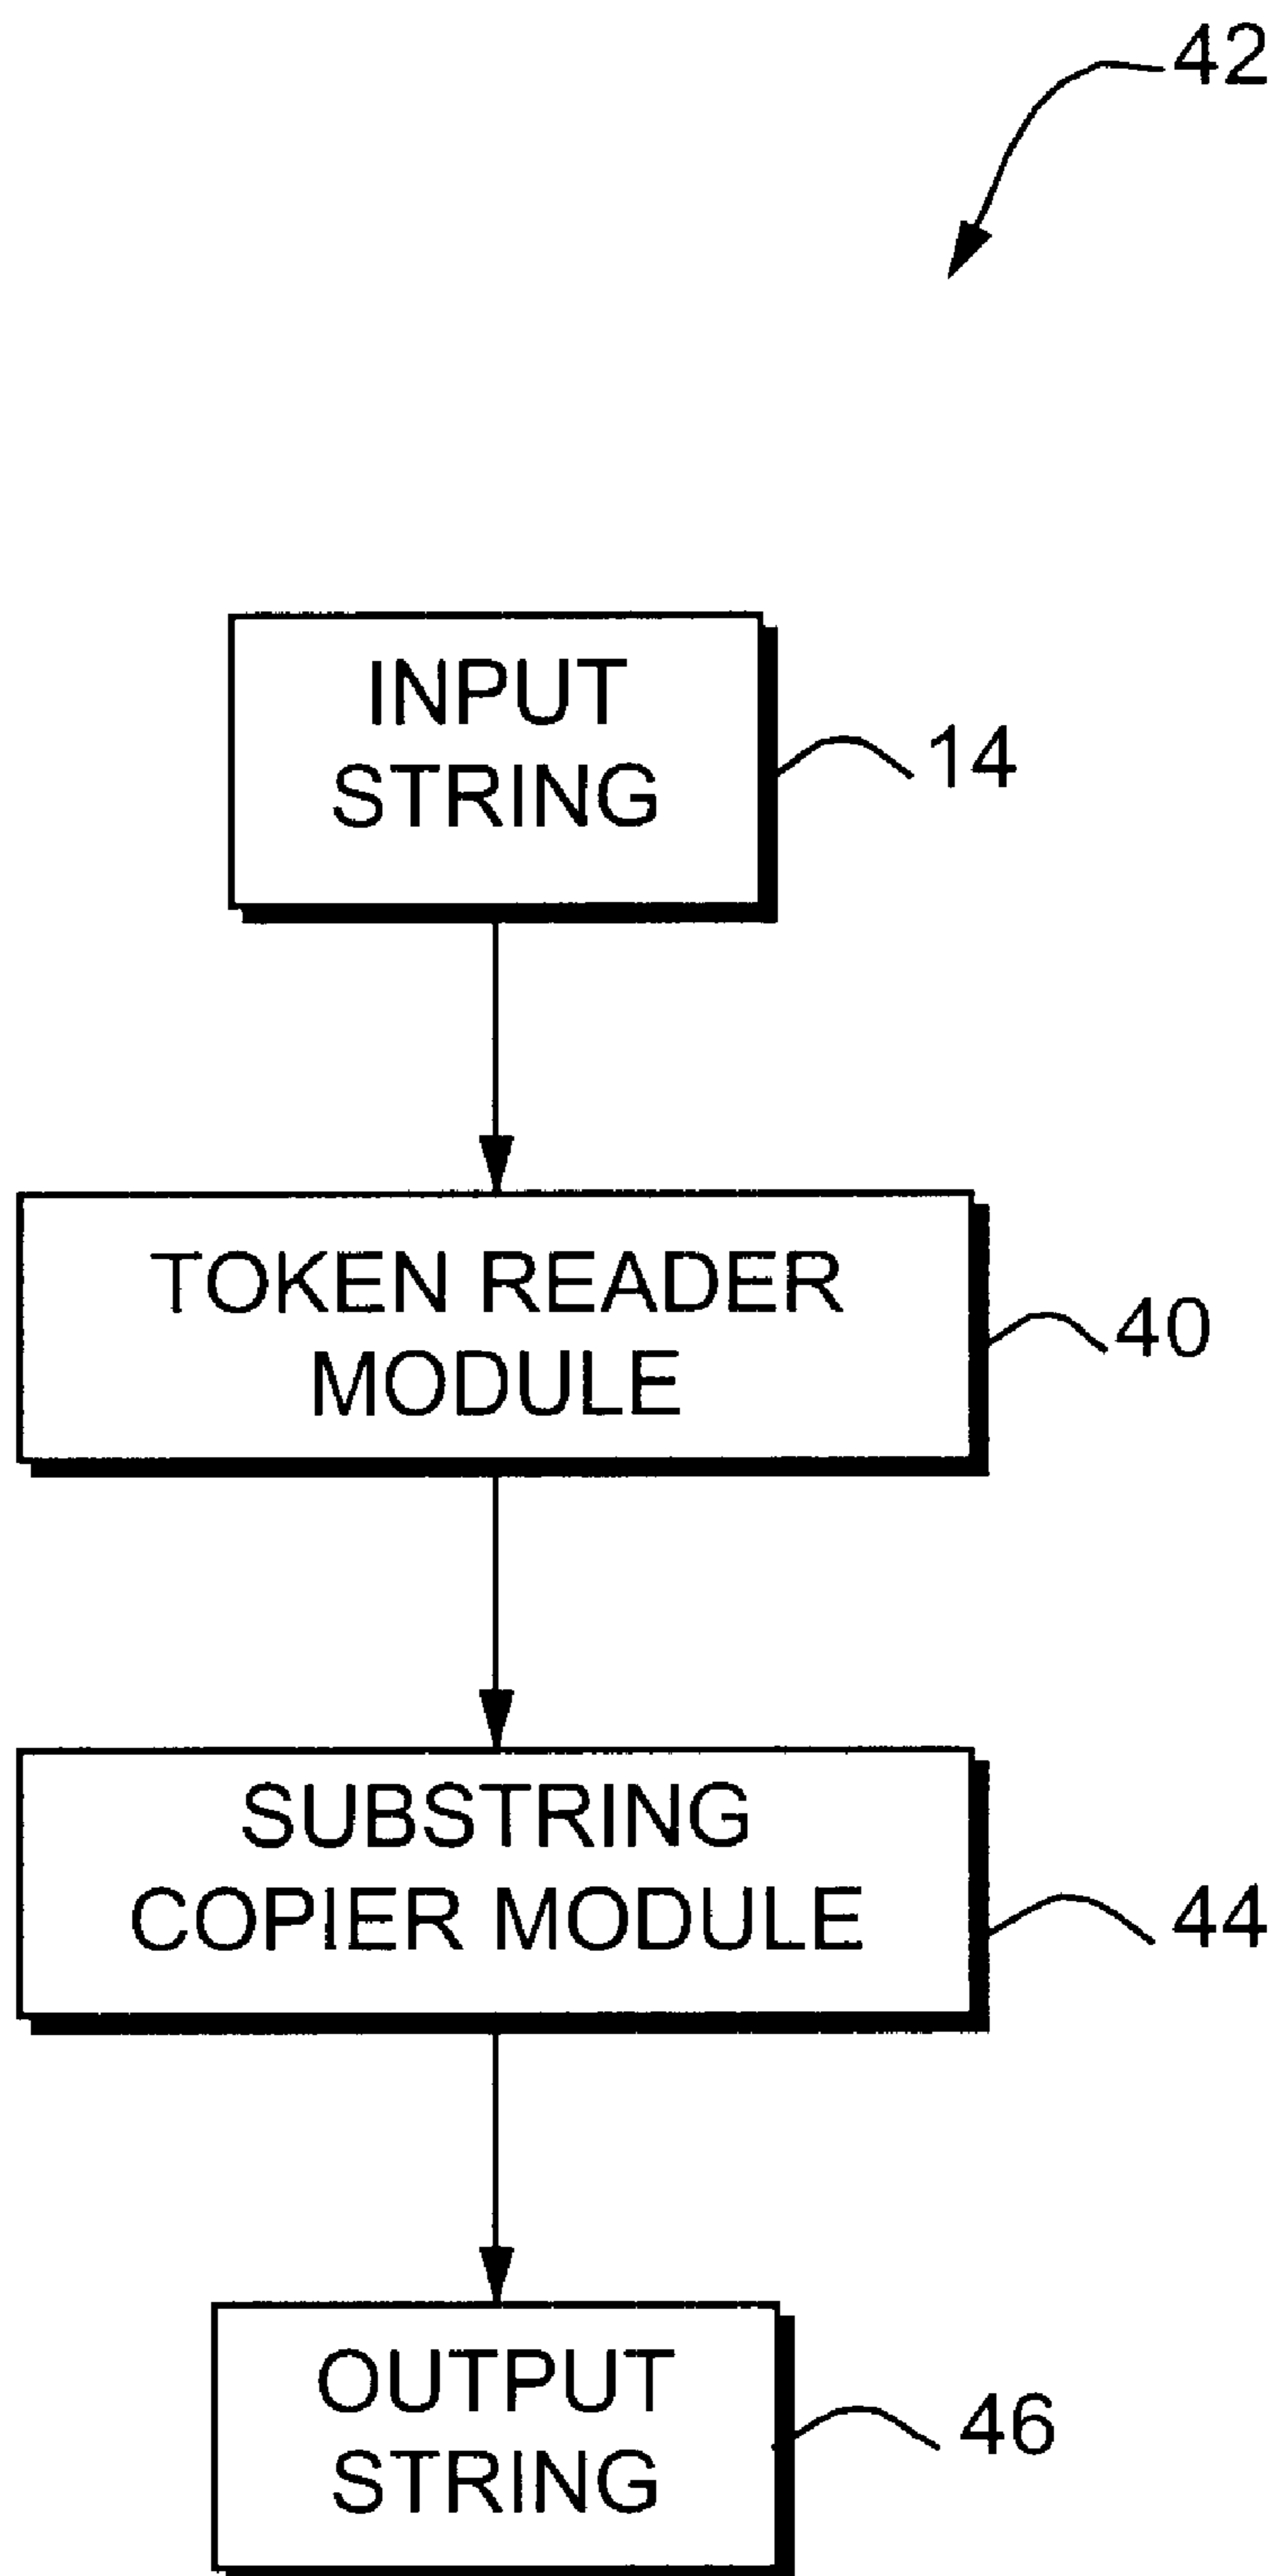 42
INPUT
STRING
14
TOKEN READER
MODULE
40
SUBSTRING
COPIER MODULE
44
OUTPUT
STRING
46